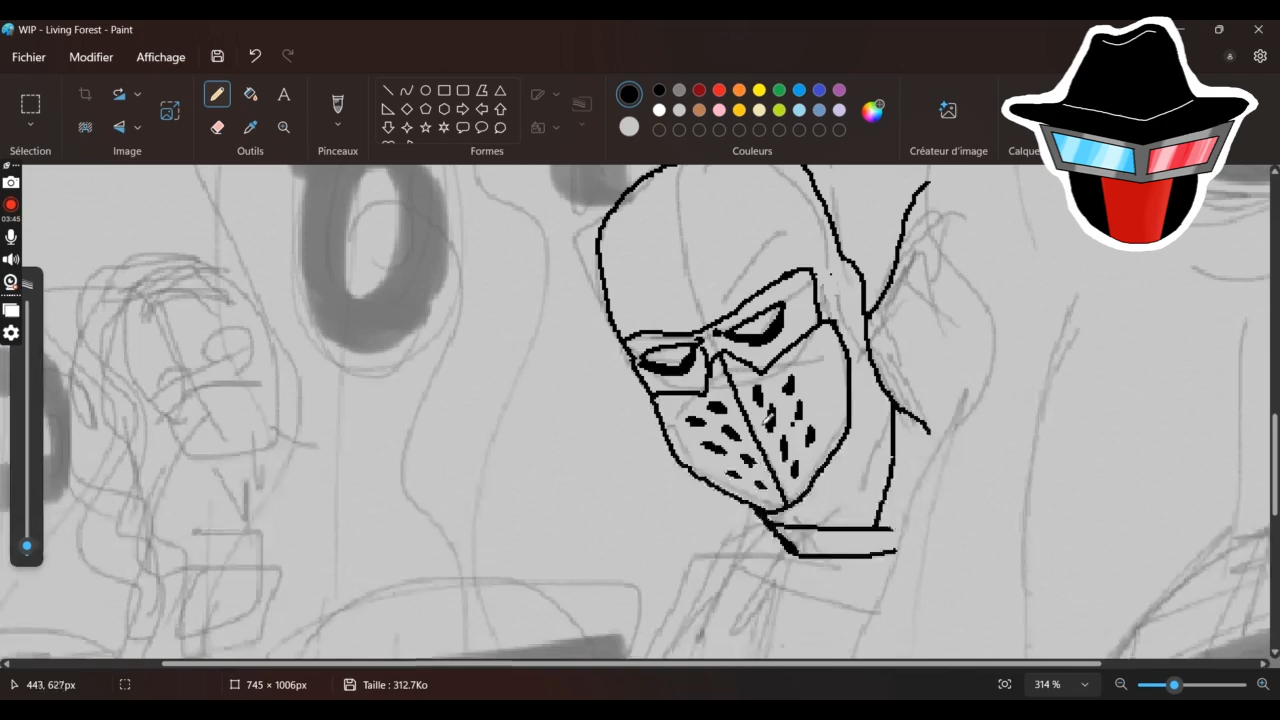 WIP - Living Forest - Paint
Fichier Modifier Affichage
A
Sélection Image Outils Pinceaux Formes Couleurs Créateur d'image Calque
03:45
443, 627px 745 × 1006px Taille : 312.7Ko 314 %